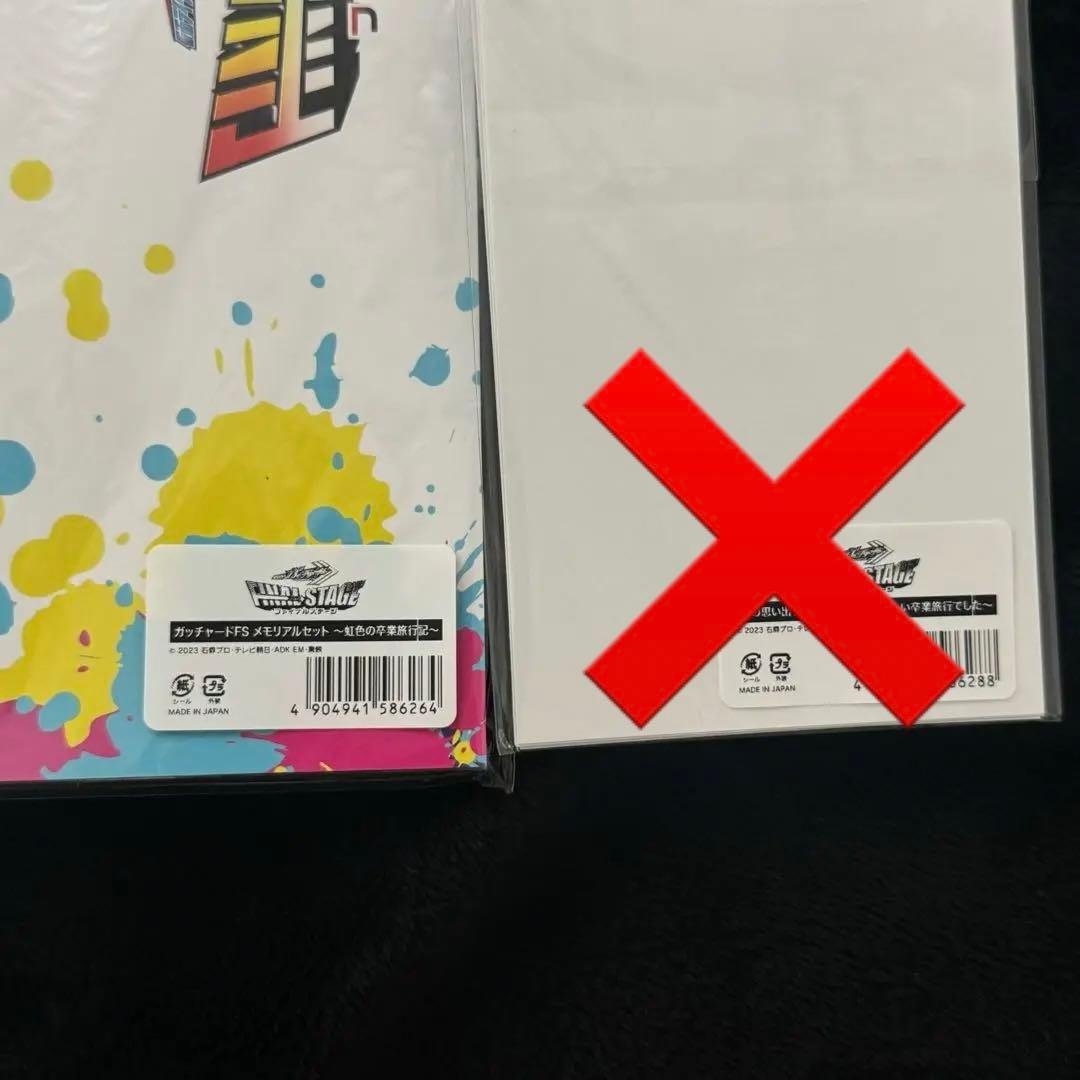 FINAL STAGE
ファイナルステージ
ガッチャードFS メモリアルセット ～虹色の卒業旅行記～
© 2023 石森プロ・テレビ朝日・ADK EM・東映
紙
シール
プラ
外装
MADE IN JAPAN
4 904941 586264
STAGE
の思い出
い卒業旅行でした～
© 2023 石森プロ・テレ
紙
シール
プラ
外装
MADE IN JAPAN
4
86288